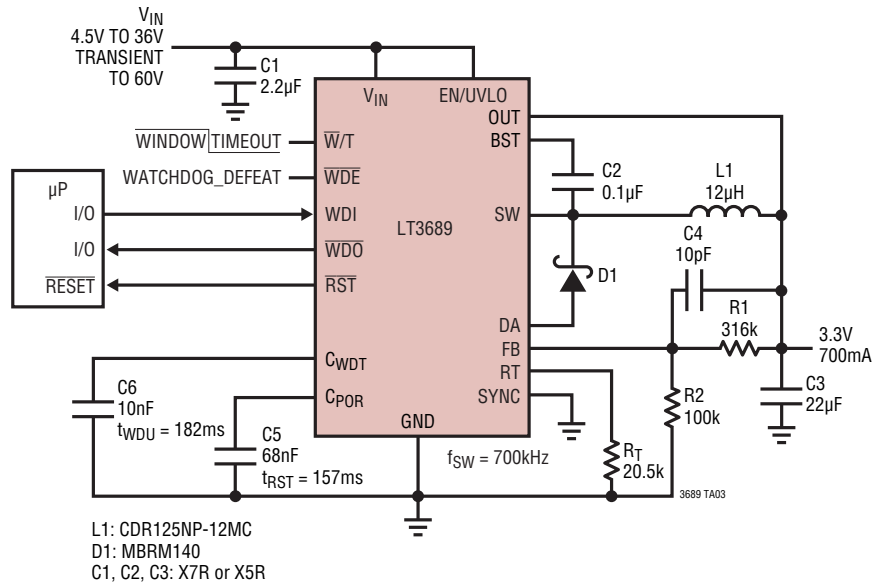 VIN
4.5V TO 36V
TRANSIENT
TO 60V
C1
2.2µF
VIN
EN/UVLO
OUT
BST
WINDOW TIMEOUT
W/T
WATCHDOG_DEFEAT
WDE
C2
0.1µF
L1
12µH
µP
I/O
WDI
LT3689
SW
C4
10pF
I/O
WDO
RESET
RST
D1
DA
R1
316k
FB
3.3V
700mA
CWDT
RT
C6
10nF
tWDU = 182ms
CPOR
SYNC
R2
100k
C3
22µF
GND
C5
68nF
tRST = 157ms
fSW = 700kHz
RT
20.5k
3689 TA03
L1: CDR125NP-12MC
D1: MBRM140
C1, C2, C3: X7R or X5R